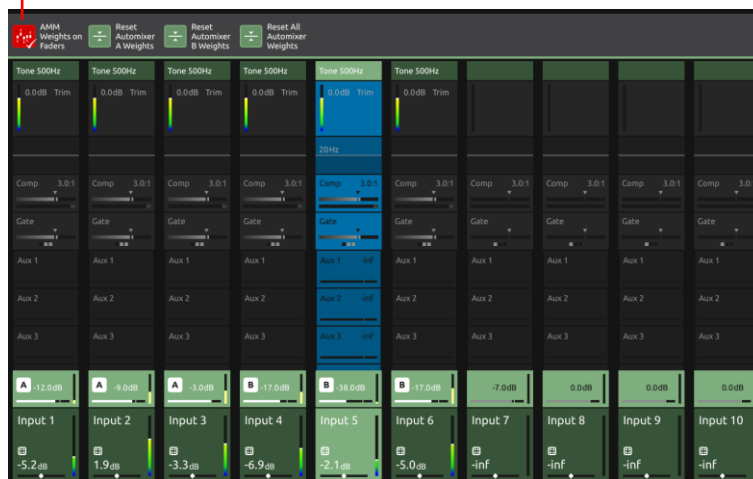 AMM Weights on Faders
Reset Automixer A Weights
Reset Automixer B Weights
Reset All Automixer Weights
Tone 500Hz Tone 500Hz Tone 500Hz Tone 500Hz Tone 500Hz Tone 500Hz
0.0dB Trim 0.0dB Trim 0.0dB Trim 0.0dB Trim 0.0dB Trim 0.0dB Trim
20Hz
Comp 3.0:1 Comp 3.0:1 Comp 3.0:1 Comp 3.0:1 Comp 3.0:1 Comp 3.0:1 Comp 3.0:1 Comp 3.0:1 Comp 3.0:1 Comp 3.0:
Gate Gate Gate Gate Gate Gate Gate Gate Gate Gate
Aux 1 Aux 1 Aux 1 Aux 1 Aux 1 -inf Aux 1 Aux 1 Aux 1 Aux 1 Aux 1
Aux 2 Aux 2 Aux 2 Aux 2 Aux 2 -inf Aux 2 Aux 2 Aux 2 Aux 2 Aux 2
Aux 3 Aux 3 Aux 3 Aux 3 Aux 3 -inf Aux 3 Aux 3 Aux 3 Aux 3 Aux 3
A -12.0dB A -9.0dB A -3.0dB B -17.0dB B -38.0dB B -17.0dB -7.0dB 0.0dB 0.0dB 0.0dB
Input 1 Input 2 Input 3 Input 4 Input 5 Input 6 Input 7 Input 8 Input 9 Input 10
-5.2dB 1.9dB -3.3dB -6.9dB -2.1dB -5.0dB -inf -inf -inf -inf